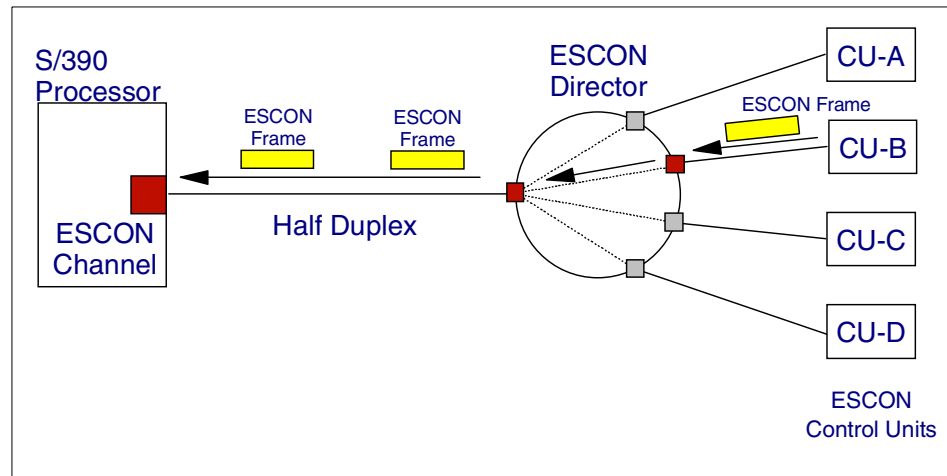 S/390
Processor
ESCON
Channel
ESCON
Frame
ESCON
Frame
Half Duplex
ESCON
Director
ESCON Frame
CU-A
CU-B
CU-C
CU-D
ESCON
Control Units